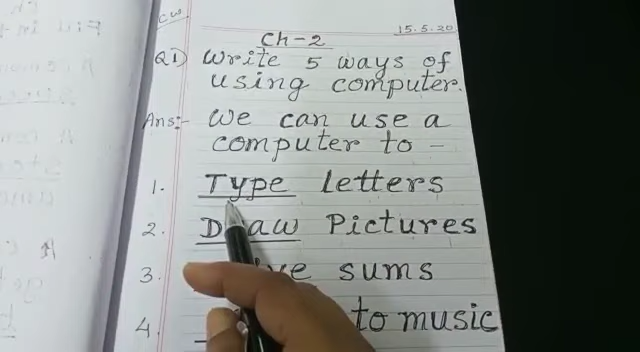 CW
15.5.20
Ch-2
Q1) Write 5 ways of
using computer.
Ans:- We can use a
computer to -
1. Type letters
2. Draw Pictures
3. sums
4. to music